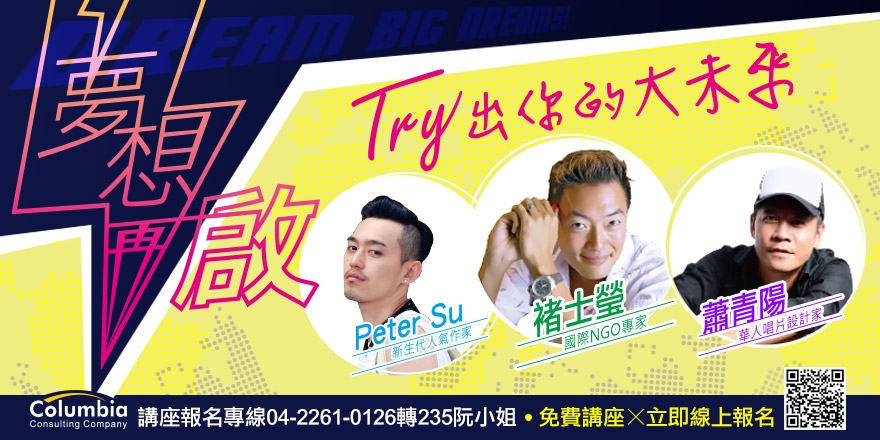 DREAM BIG DREAMS!
夢想再啟
Try出你的大未來
Peter Su
新生代人氣作家
褚士瑩
國際NGO專家
蕭青陽
華人唱片設計家
Columbia
Consulting Company
講座報名專線04-2261-0126轉235阮小姐 • 免費講座╳立即線上報名